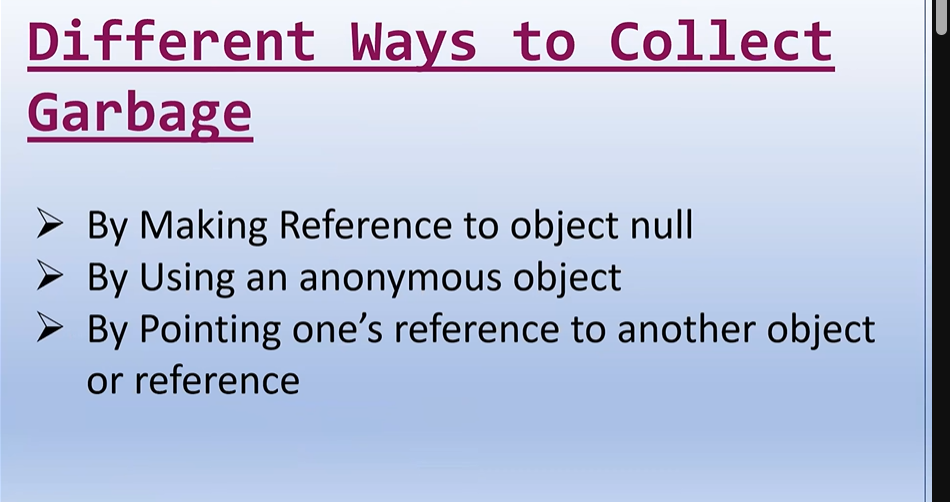 Different Ways to Collect
Garbage
➢ By Making Reference to object null
➢ By Using an anonymous object
➢ By Pointing one’s reference to another object
or reference